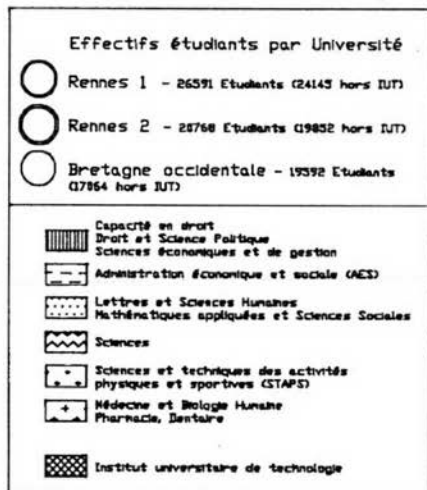 Effectifs étudiants par Université
Rennes 1 - 26591 Etudiants (24145 hors IUT)
Rennes 2 - 20768 Etudiants (19852 hors IUT)
Bretagne occidentale - 19592 Etudiants
(17864 hors IUT)
Capacité en droit
Droit et Science Politique
Sciences économiques et de gestion
Administration économique et sociale (AES)
Lettres et Sciences Humaines
Mathématiques appliquées et Sciences Sociales
Sciences
Sciences et techniques des activités
physiques et sportives (STAPS)
Médecine et Biologie Humaine
Pharmacie, Dentaire
Institut universitaire de technologie